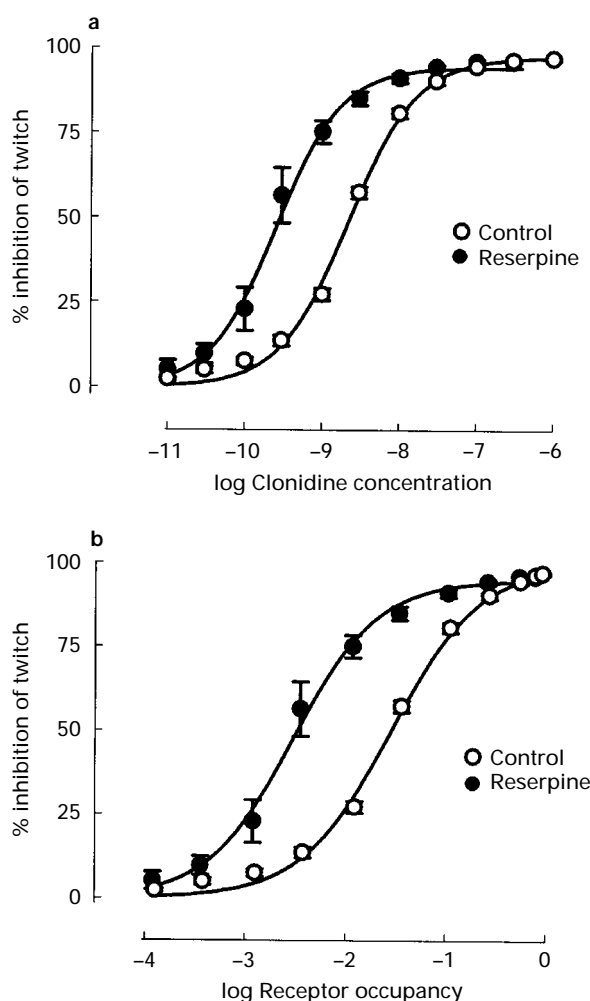 a
100
75
50
25
0
% inhibition of twitch
Control
Reserpine
−11 −10 −9 −8 −7 −6
log Clonidine concentration
b
100
75
50
25
0
% inhibition of twitch
Control
Reserpine
−4 −3 −2 −1 0
log Receptor occupancy